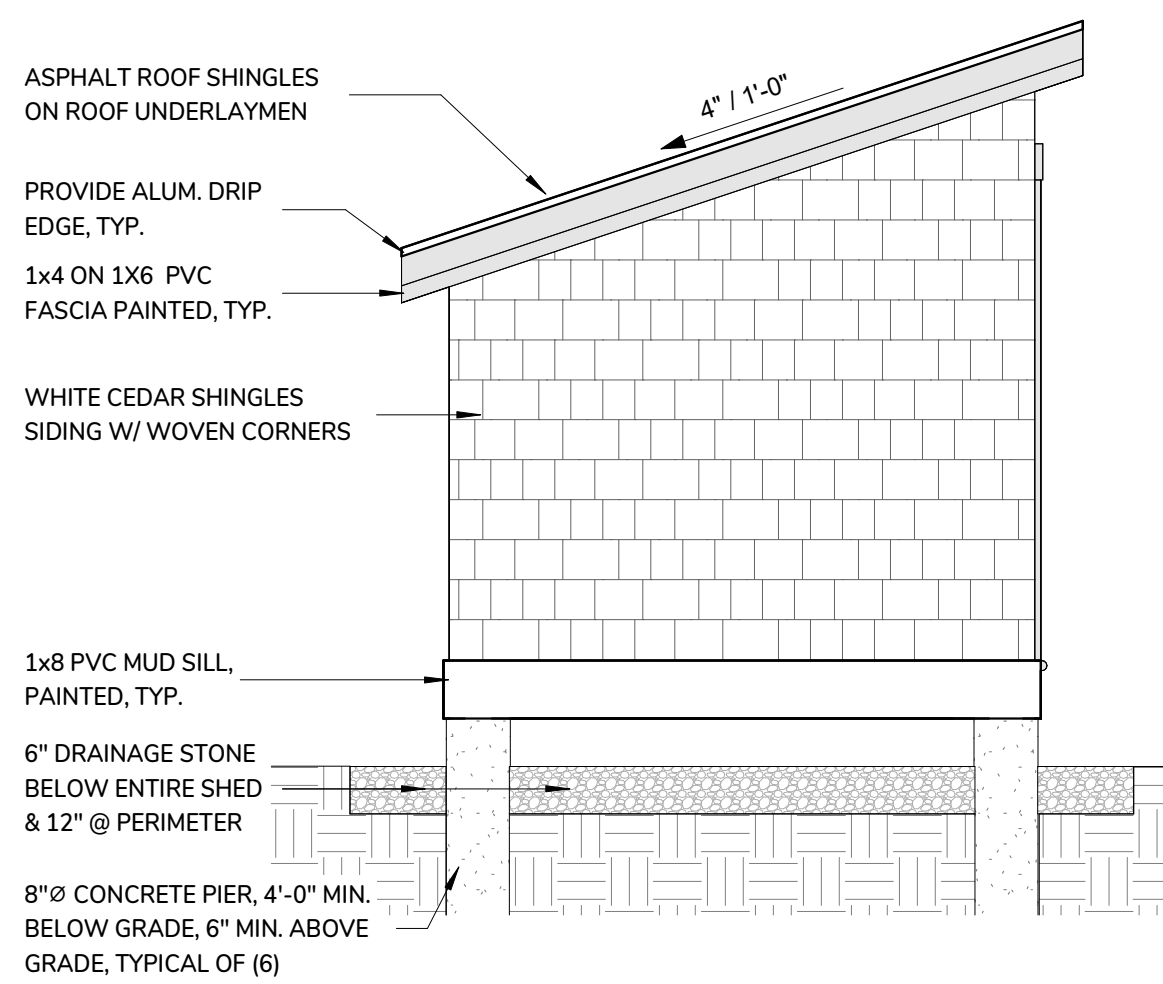 ASPHALT ROOF SHINGLES
ON ROOF UNDERLAYMEN
4" / 1'-0"
PROVIDE ALUM. DRIP
EDGE, TYP.
1x4 ON 1X6 PVC
FASCIA PAINTED, TYP.
WHITE CEDAR SHINGLES
SIDING W/ WOVEN CORNERS
1x8 PVC MUD SILL,
PAINTED, TYP.
6" DRAINAGE STONE
BELOW ENTIRE SHED
& 12" @ PERIMETER
8"Ø CONCRETE PIER, 4'-0" MIN.
BELOW GRADE, 6" MIN. ABOVE
GRADE, TYPICAL OF (6)